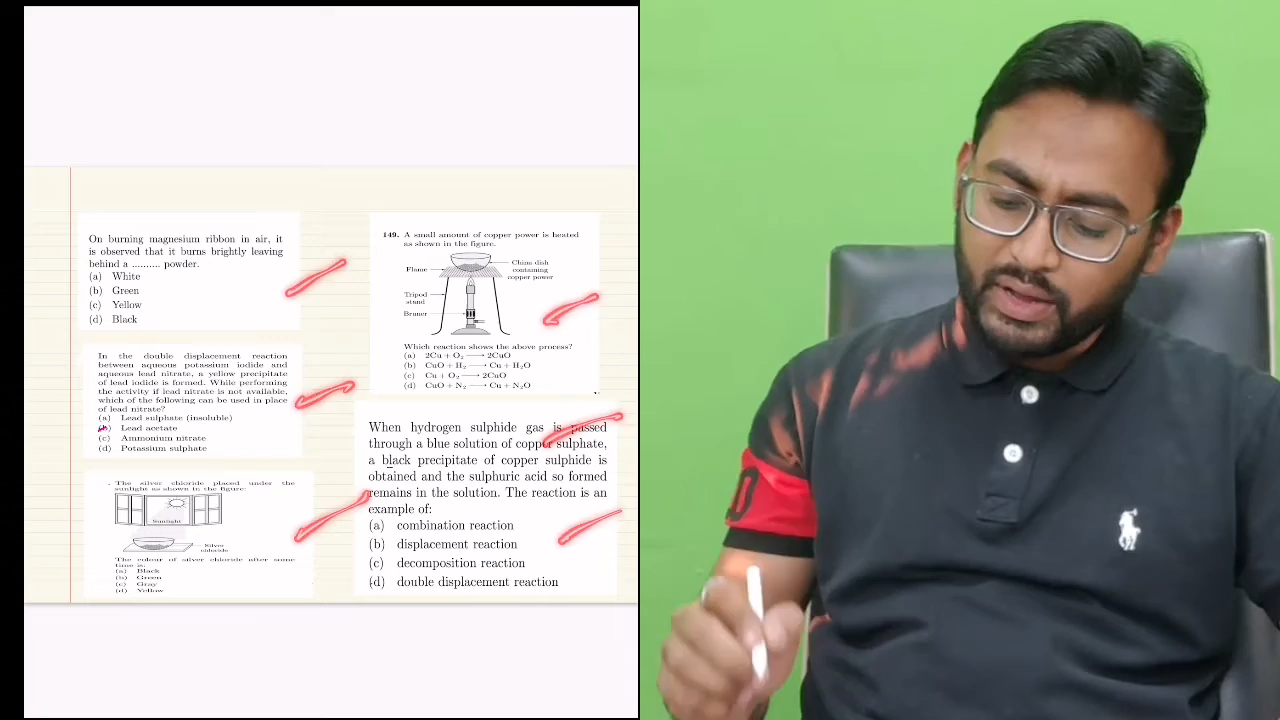 On burning magnesium ribbon in air, it
is observed that it burns brightly leaving
behind a .......... powder.
(a) White
(b) Green
(c) Yellow
(d) Black
In the double displacement reaction
between aqueous potassium iodide and
aqueous lead nitrate, a yellow precipitate
of lead iodide is formed. While performing
the activity if lead nitrate is not available,
which of the following can be used in place
of lead nitrate?
(a) Lead sulphate (insoluble)
(b) Lead acetate
(c) Ammonium nitrate
(d) Potassium sulphate
The silver chloride placed under the
sunlight as shown in the figure:
Sunlight
Silver
chloride
The colour of silver chloride after some
time is:
(a) Black
(b) Green
(c) Gray
(d) Yellow
149. A small amount of copper power is heated
as shown in the figure.
Flame
China dish
containing
copper power
Tripod
stand
Bruner
Which reaction shows the above process?
(a) 2Cu + O₂ ⟶ 2CuO
(b) CuO + H₂ ⟶ Cu + H₂O
(c) Cu + O₂ ⟶ 2CuO
(d) CuO + N₂ ⟶ Cu + N₂O
When hydrogen sulphide gas is passed
through a blue solution of copper sulphate,
a black precipitate of copper sulphide is
obtained and the sulphuric acid so formed
remains in the solution. The reaction is an
example of:
(a) combination reaction
(b) displacement reaction
(c) decomposition reaction
(d) double displacement reaction